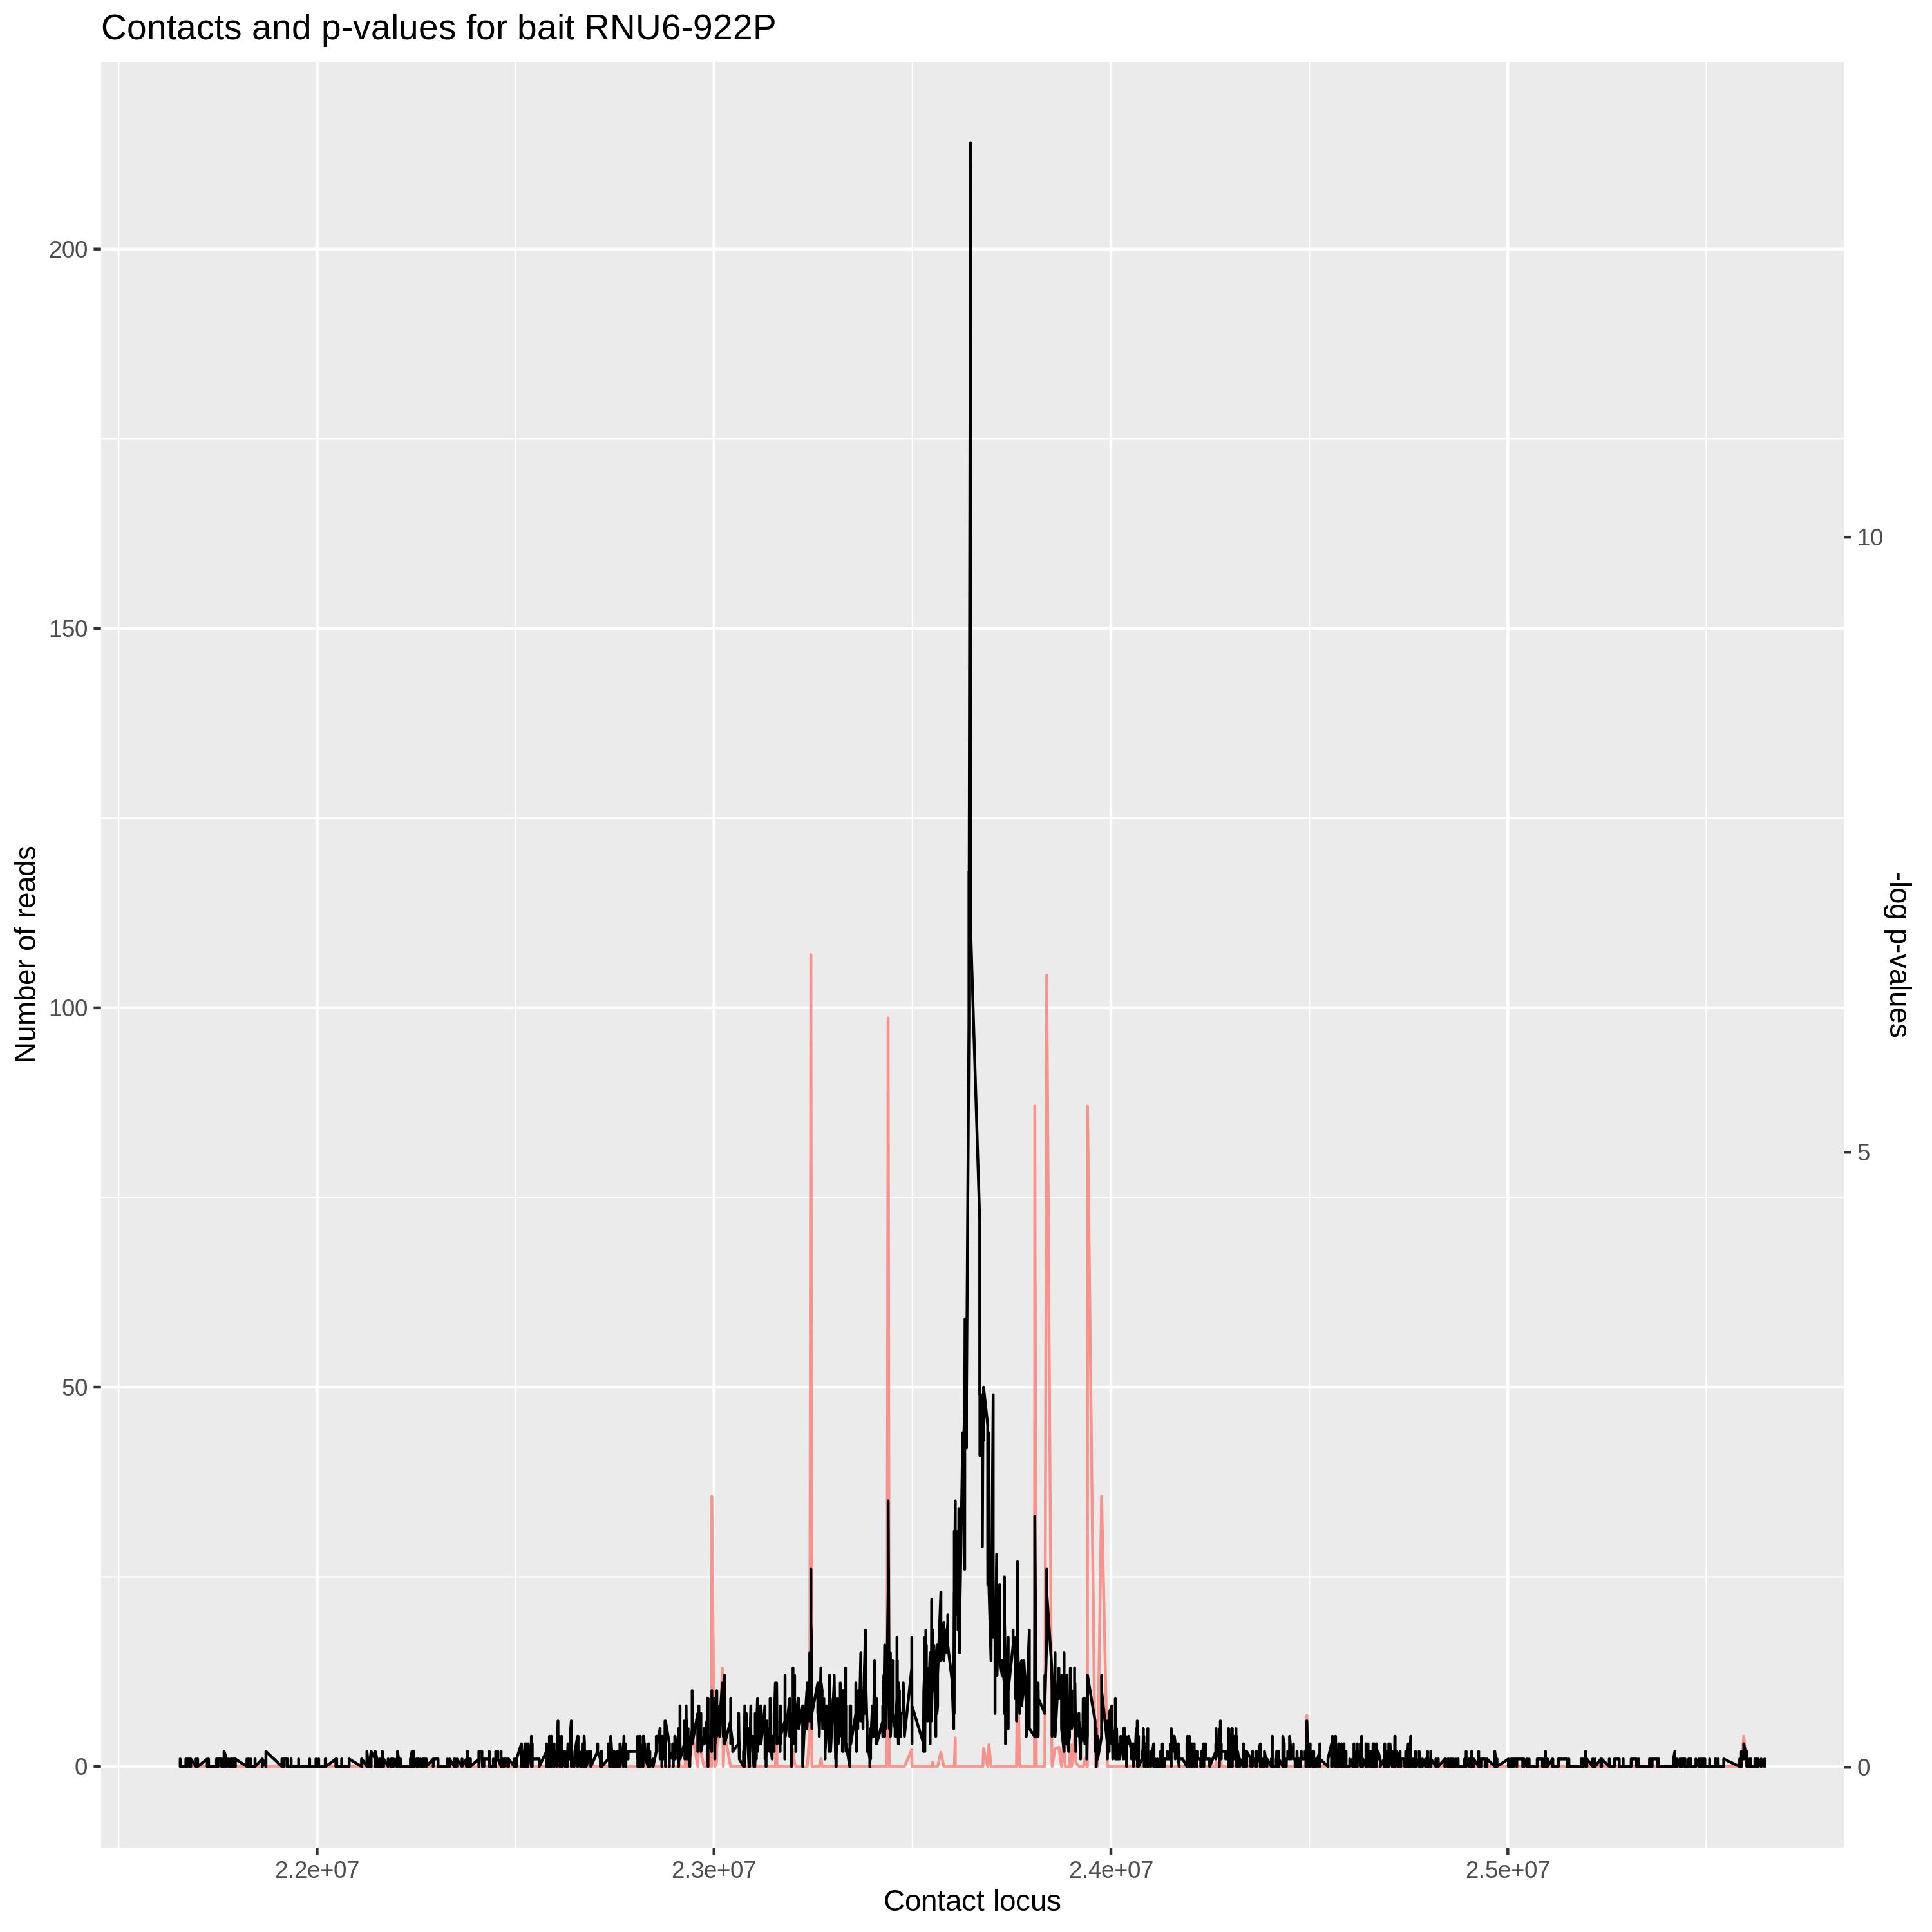 Contacts and p-values for bait RNU6-922P
200
150
100
50
0
Number of reads
10
5
0
-log p-values
2.2e+07
2.3e+07
2.4e+07
2.5e+07
Contact locus